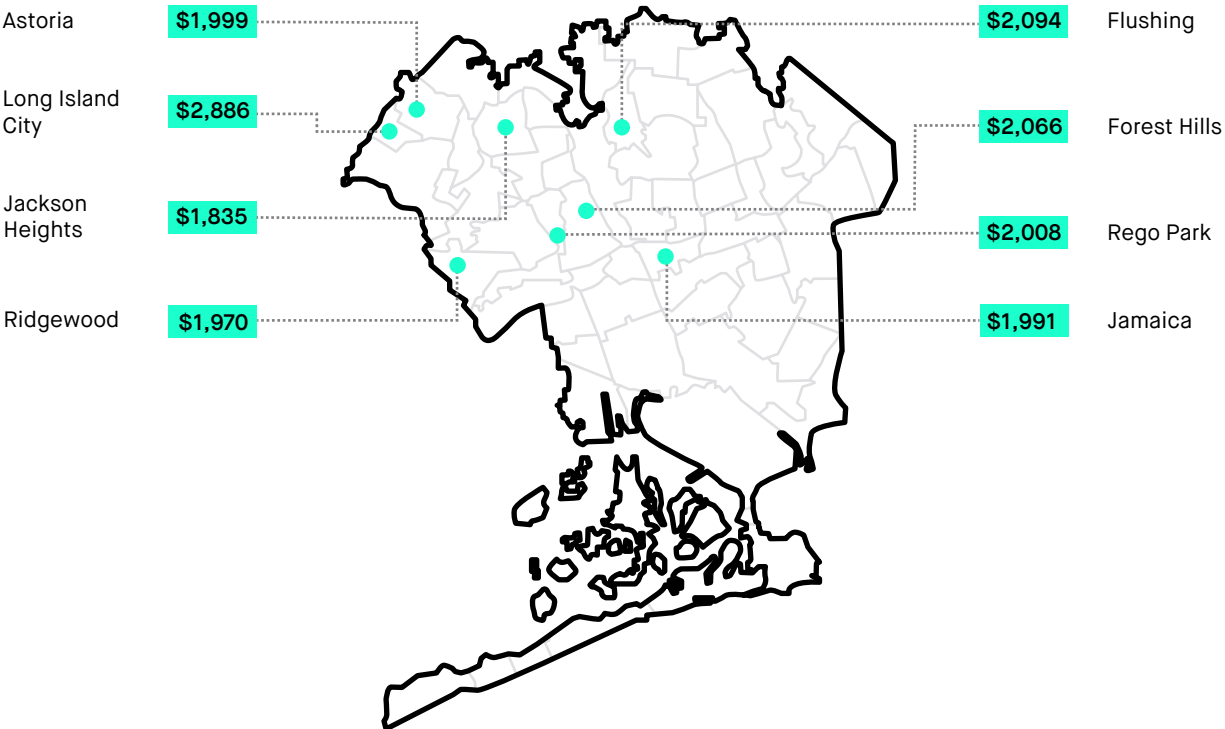 Astoria
$1,999
Long Island
City
$2,886
Jackson
Heights
$1,835
Ridgewood
$1,970
$2,094
Flushing
$2,066
Forest Hills
$2,008
Rego Park
$1,991
Jamaica